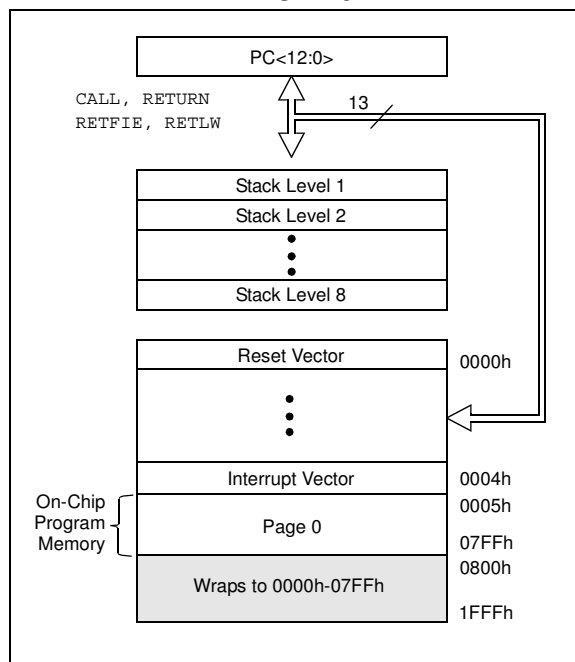 PC<12:0>
CALL, RETURN
RETFIE, RETLW
13
Stack Level 1
Stack Level 2
Stack Level 8
Reset Vector
0000h
Interrupt Vector
0004h
On-Chip
Program
Memory
Page 0
0005h
07FFh
Wraps to 0000h-07FFh
0800h
1FFFh